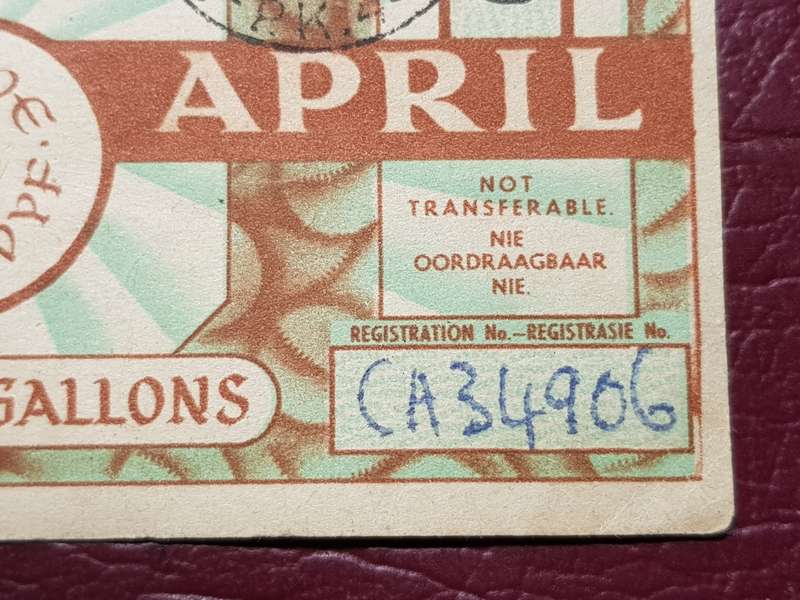 P.K.
APRIL
NOT
TRANSFERABLE.
NIE
OORDRAAGBAAR
NIE.
REGISTRATION No.–REGISTRASIE No.
GALLONS
CA34906